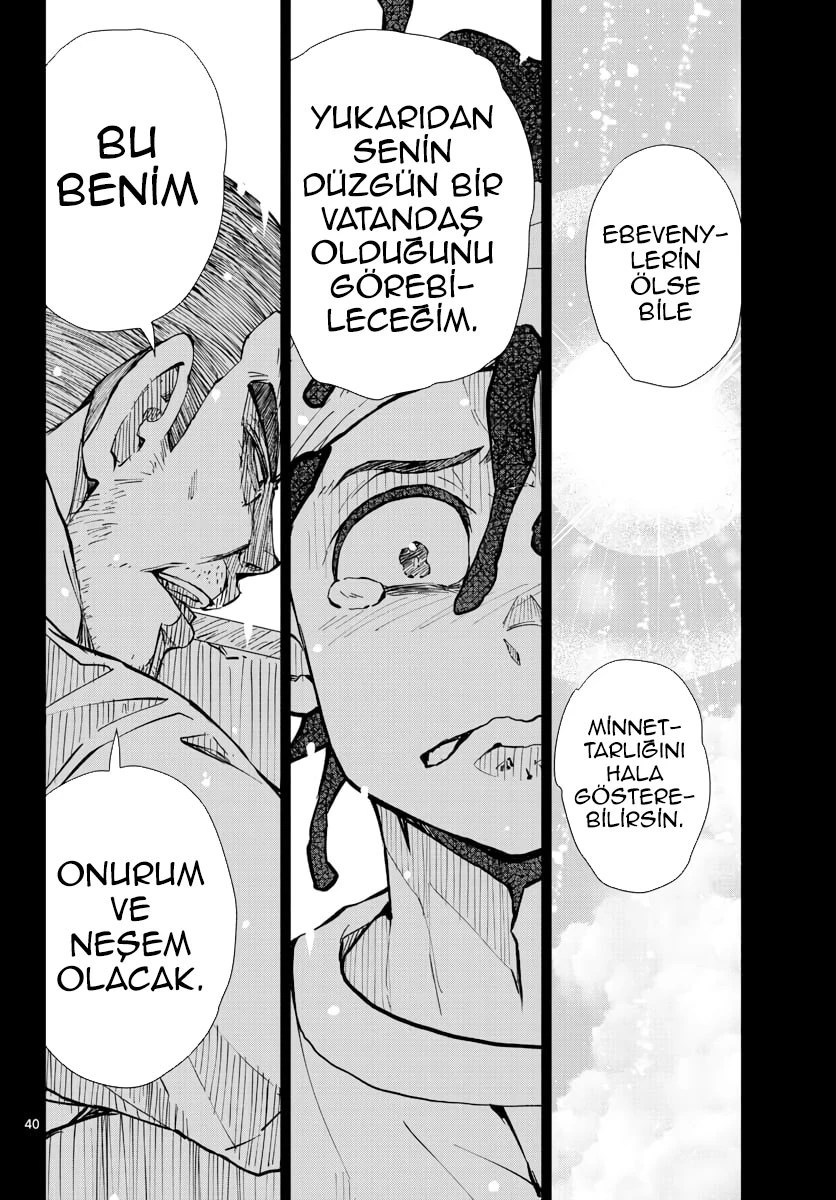 EBEVENY-
LERİN
ÖLSE
BİLE
MİNNET-
TARLIĞINI
HALA
GÖSTERE-
BİLİRSİN.
YUKARIDAN
SENİN
DÜZGÜN BİR
VATANDAŞ
OLDUĞUNU
GÖREBİ-
LECEĞİM.
BU
BENİM
ONURUM
VE
NEŞEM
OLACAK.
40